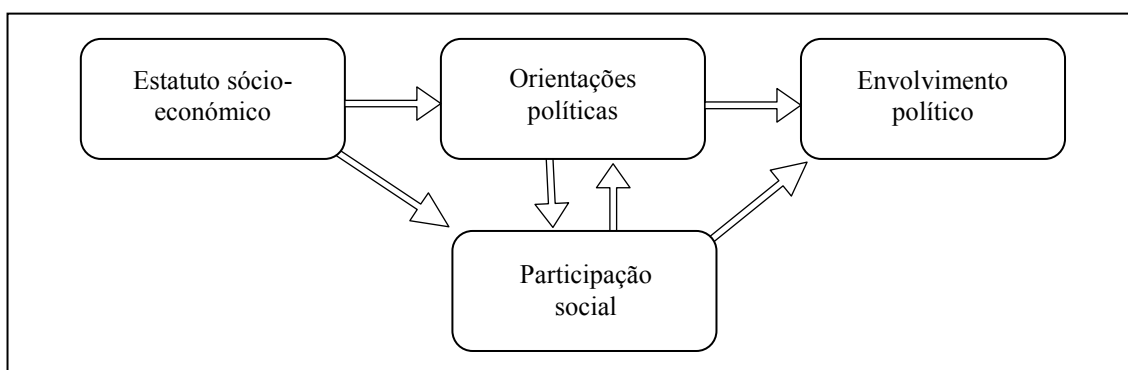 Estatuto sócio-
económico
Orientações
políticas
Envolvimento
político
Participação
social